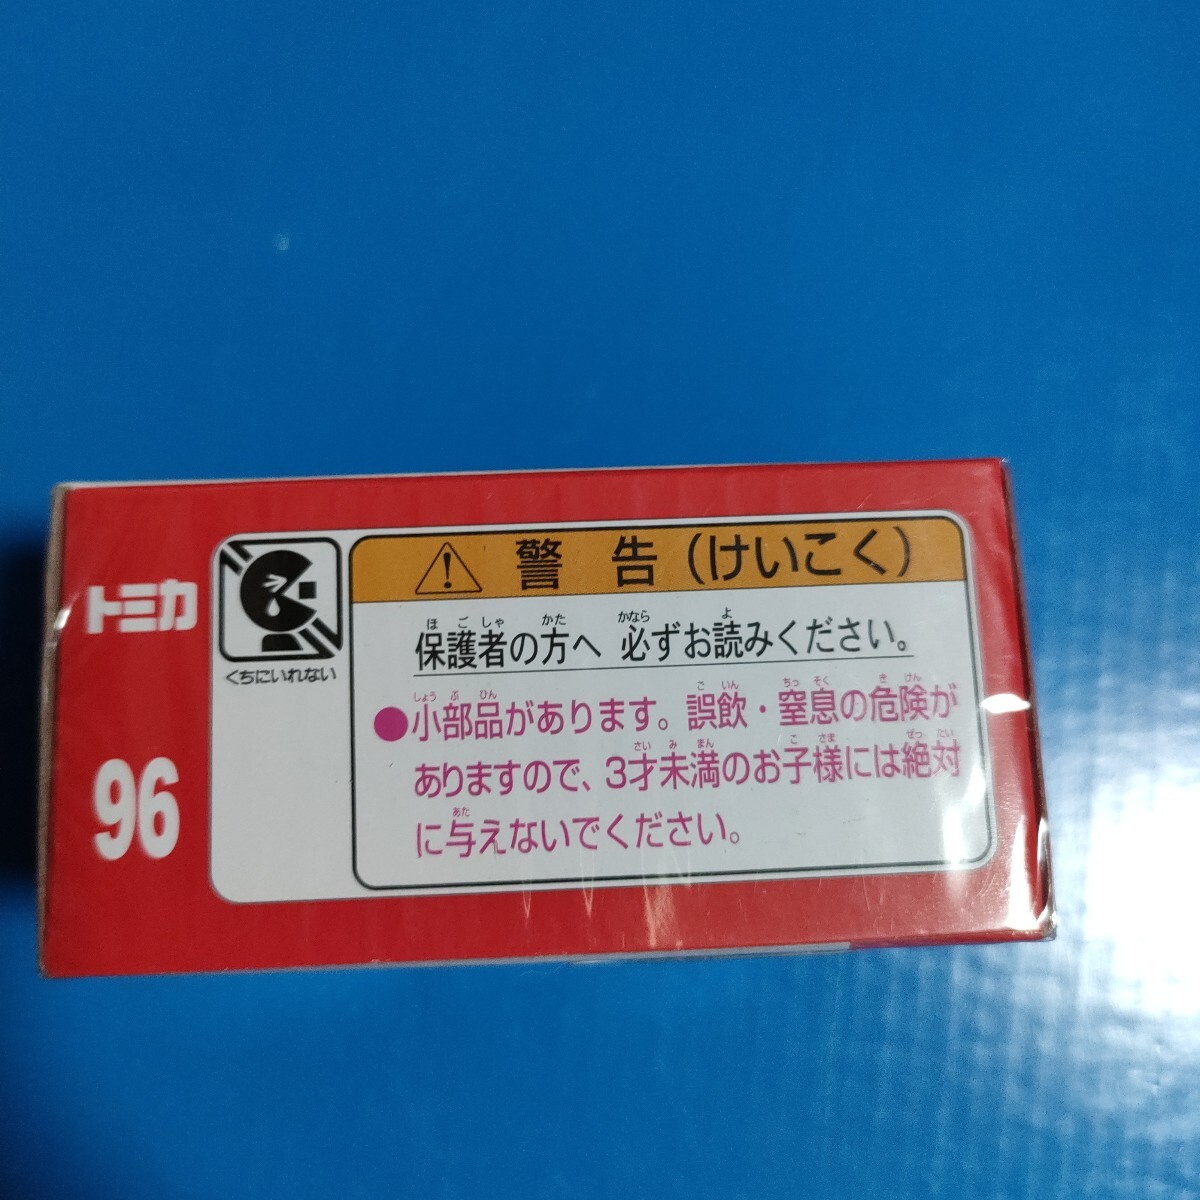 トミカ
96
くちにいれない
警告(けいこく)
ほごしゃ かた かなら よ
保護者の方へ 必ずお読みください。
しょうぶひん ごいん ちっそく きけん
●小部品があります。誤飲・窒息の危険が
さいみまん こさま ぜったい
ありますので、3才未満のお子様には絶対
あた
に与えないでください。